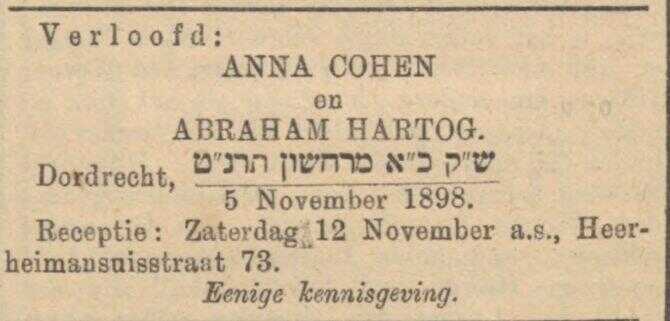 Verloofd:
ANNA COHEN
en
ABRAHAM HARTOG.
Dordrecht, ש"ק כ"א מרחשון תרנ"ט
5 November 1898.
Receptie: Zaterdag 12 November a.s., Heer-
heimansuisstraat 73.
Eenige kennisgeving.